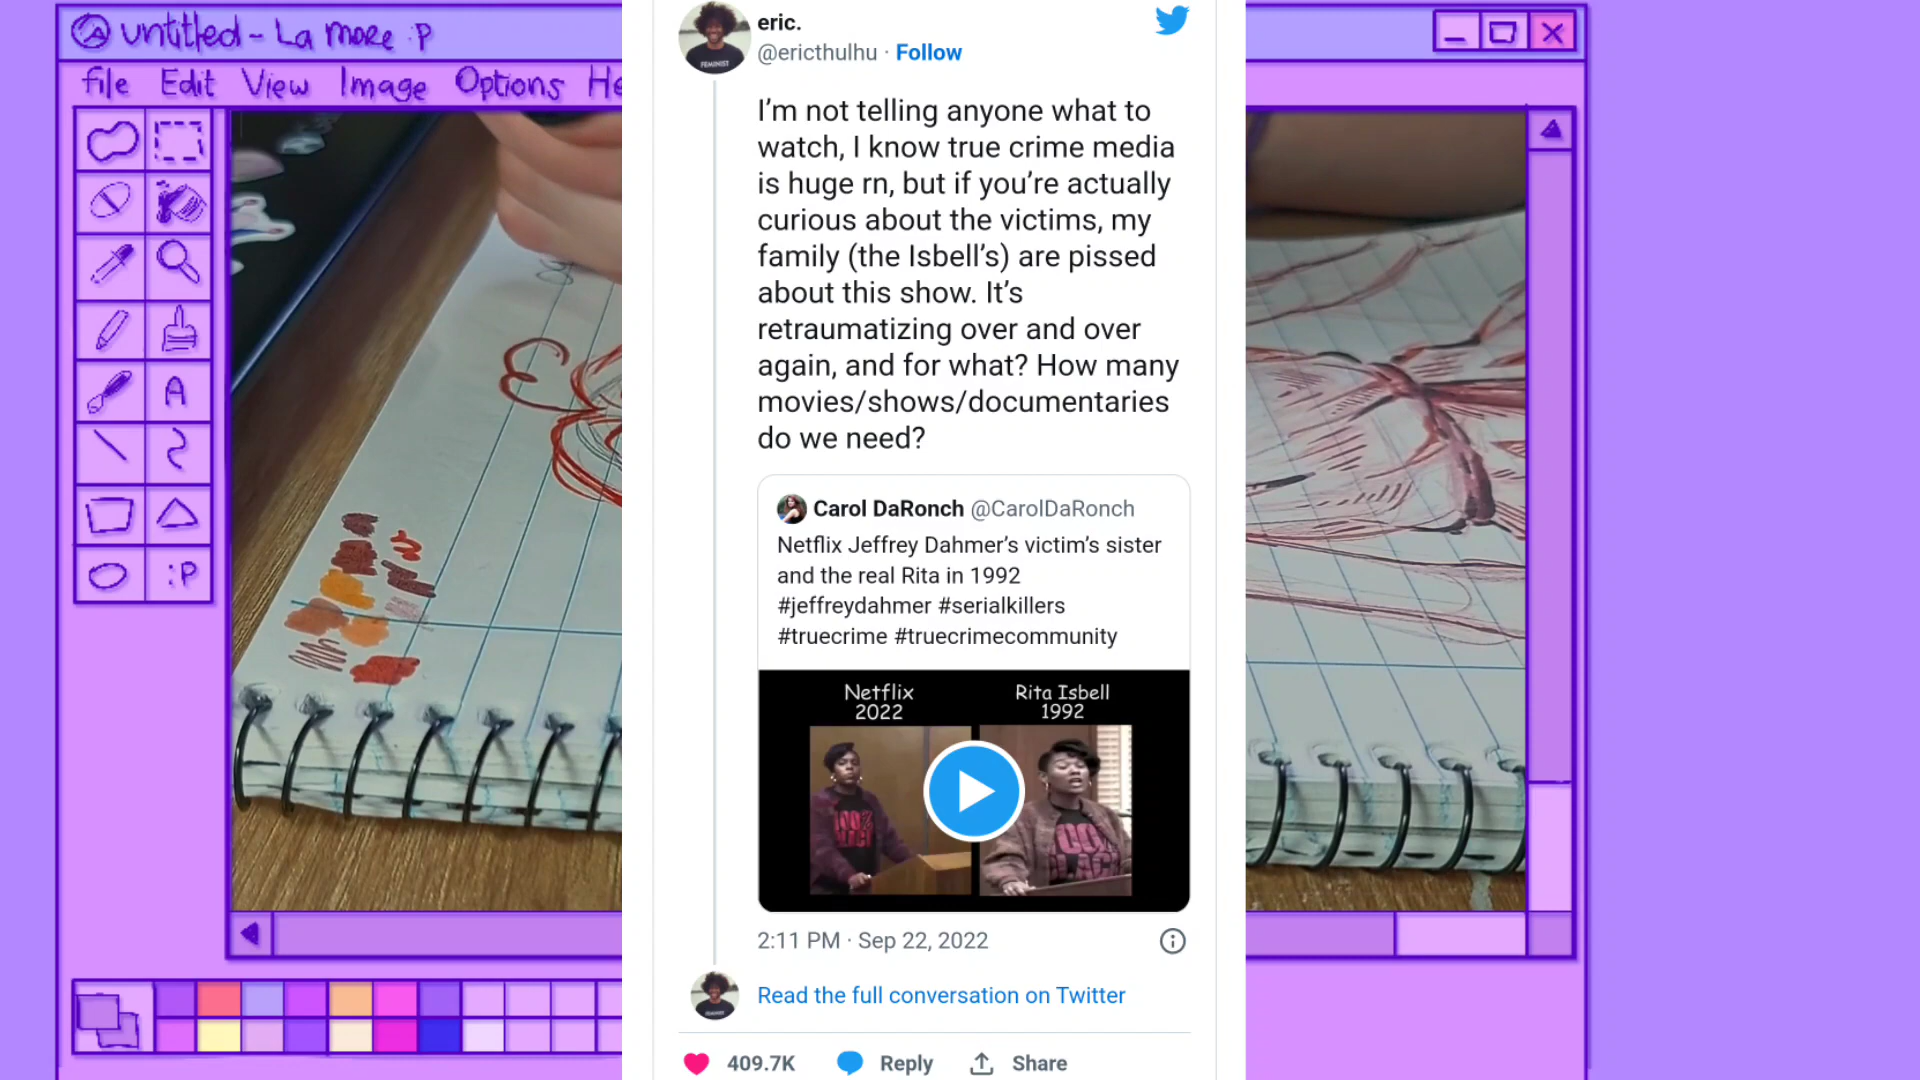 untitled - La more :P
file Edit View Image Options He
A
:P
eric.
@ericthulhu · Follow
FEMINIST
I'm not telling anyone what to
watch, I know true crime media
is huge rn, but if you're actually
curious about the victims, my
family (the Isbell's) are pissed
about this show. It's
retraumatizing over and over
again, and for what? How many
movies/shows/documentaries
do we need?
Carol DaRonch @CarolDaRonch
Netflix Jeffrey Dahmer's victim's sister
and the real Rita in 1992
#jeffreydahmer #serialkillers
#truecrime #truecrimecommunity
Netflix
2022
Rita Isbell
1992
100%
BLACK
2:11 PM · Sep 22, 2022
Read the full conversation on Twitter
409.7K Reply Share